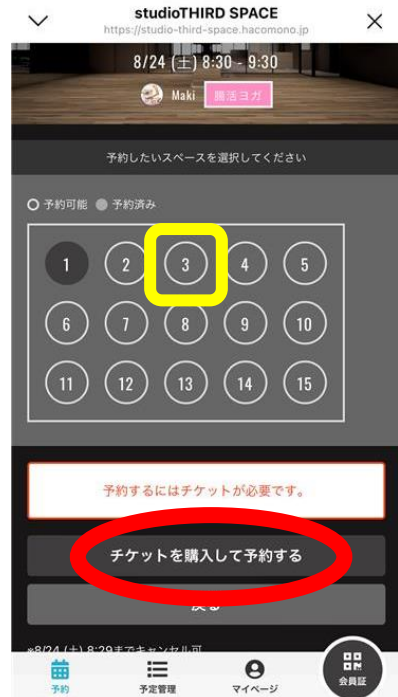 studioTHIRD SPACE
https://studio-third-space.hacomono.jp
8/24 (土) 8:30 - 9:30
Maki 腸活ヨガ
予約したいスペースを選択してください
予約可能 予約済み
1 2 3 4 5
6 7 8 9 10
11 12 13 14 15
予約するにはチケットが必要です。
チケットを購入して予約する
戻る
※8/24 (土) 8:29までキャンセル可
予約 予定管理 マイページ 会員証